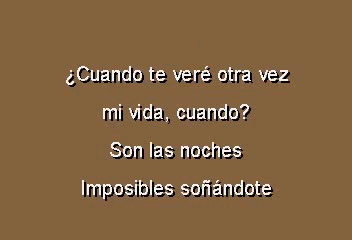 ¿Cuando te veré otra vez
mi vida, cuando?
Son las noches
Imposibles soñándote